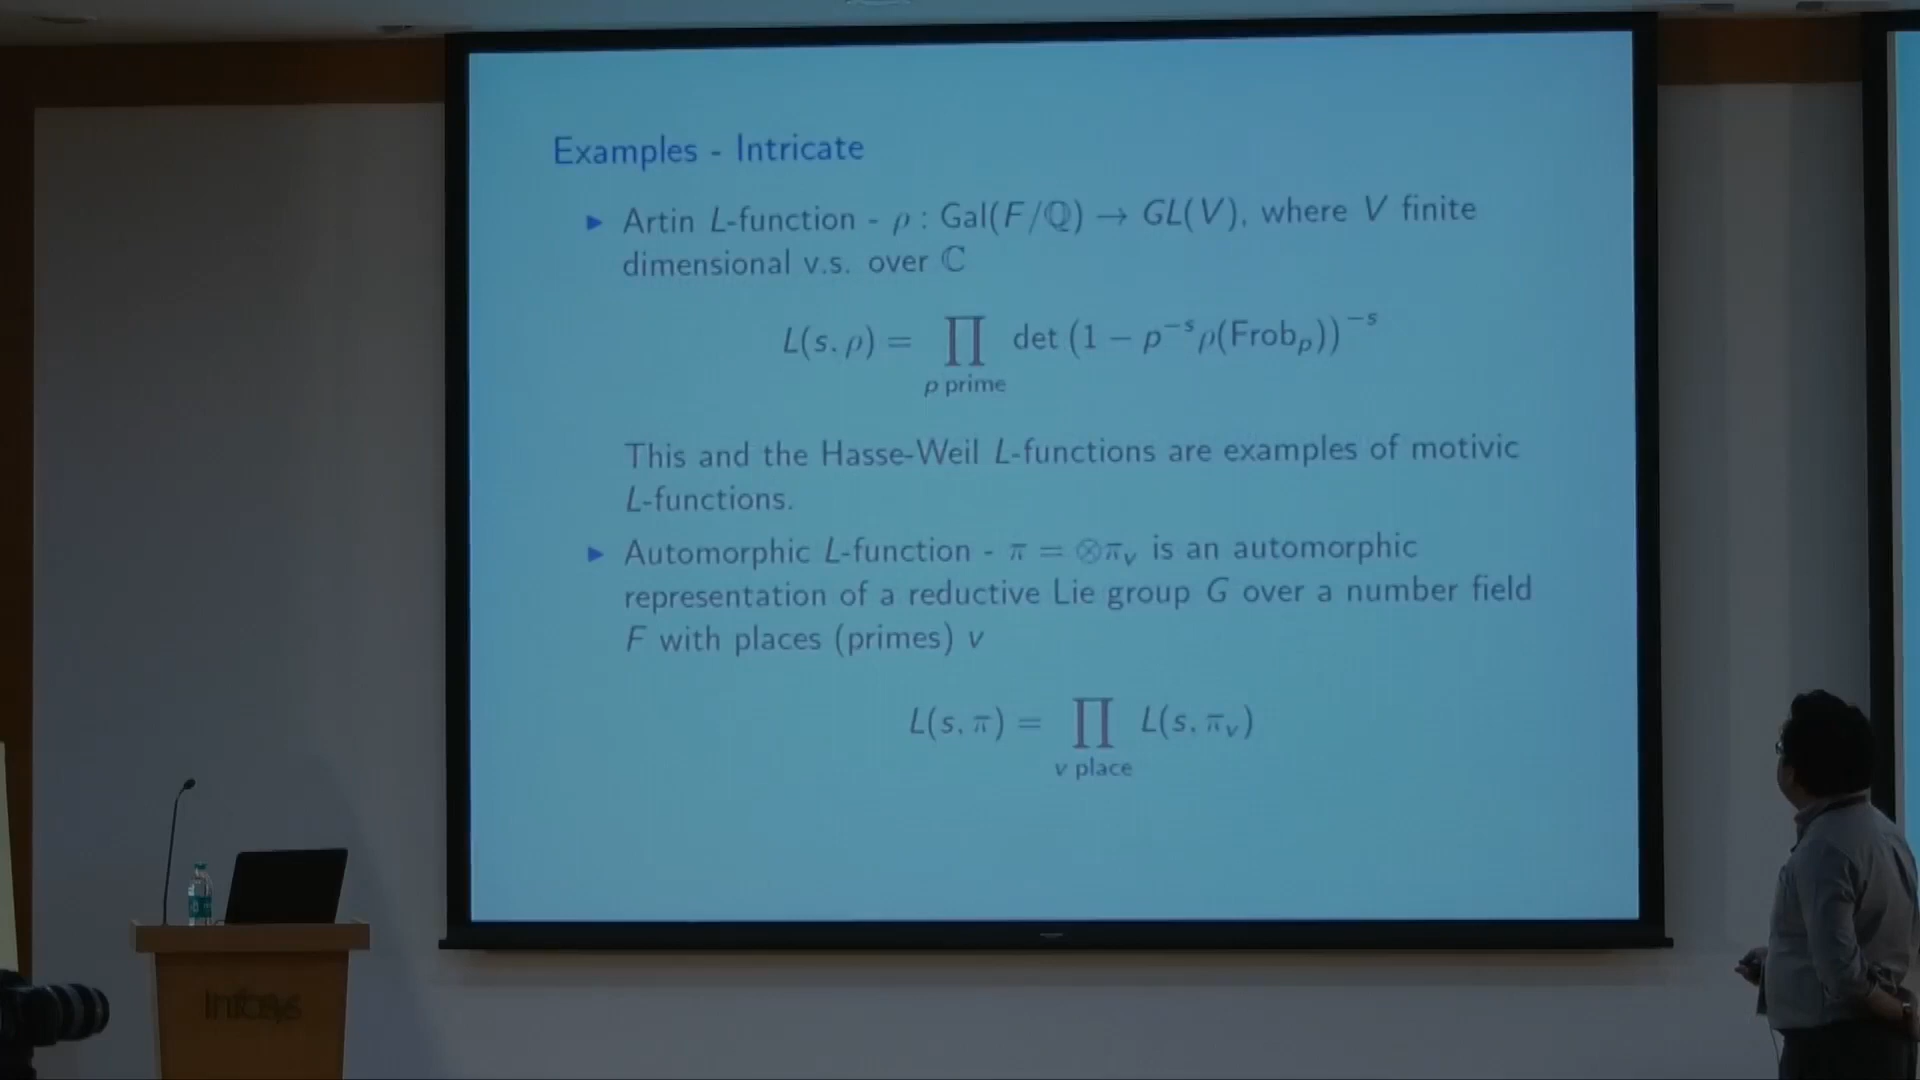 Examples - Intricate
▶ Artin L-function - ρ : Gal(F/ℚ) → GL(V), where V finite
dimensional v.s. over ℂ
L(s, ρ) = ∏ det (1 − p^{−s}ρ(Frob_p))^{−s}
p prime
This and the Hasse-Weil L-functions are examples of motivic
L-functions.
▶ Automorphic L-function - π = ⊗π_v is an automorphic
representation of a reductive Lie group G over a number field
F with places (primes) v
L(s, π) = ∏ L(s, π_v)
v place
Infosys